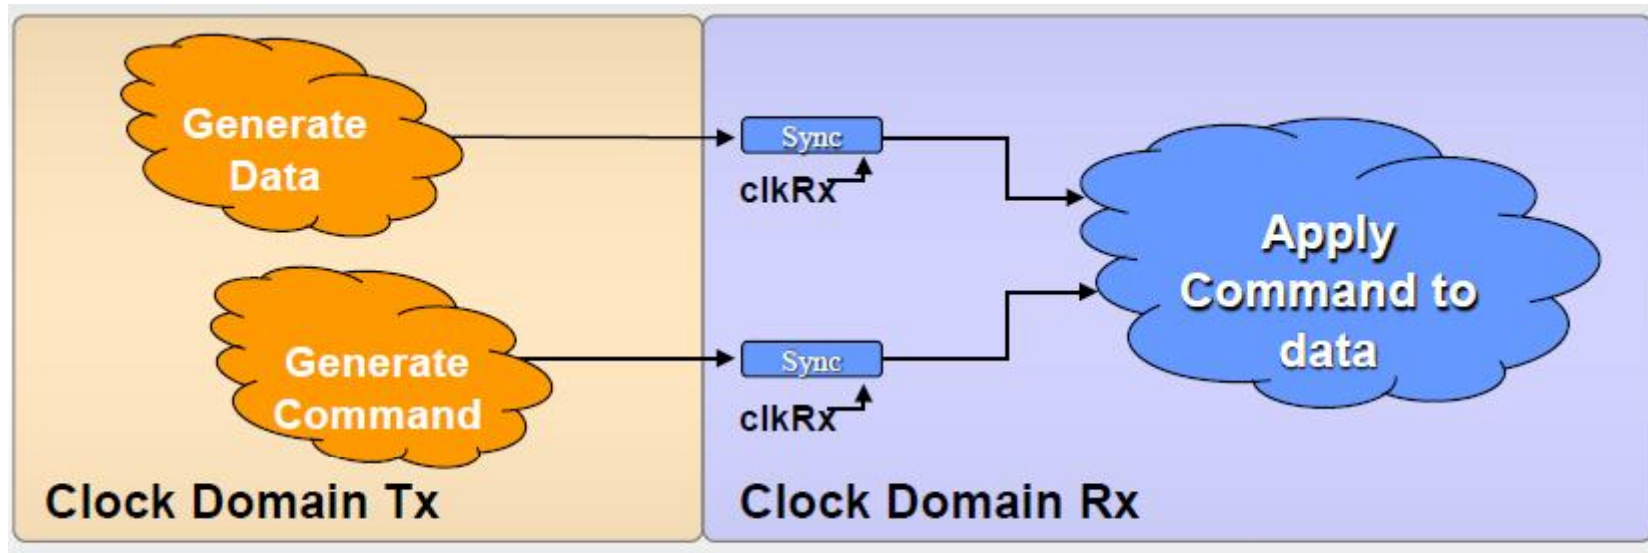 Generate
Data
Sync
clkRx
Apply
Command to
data
Generate
Command
Sync
clkRx
Clock Domain Tx
Clock Domain Rx